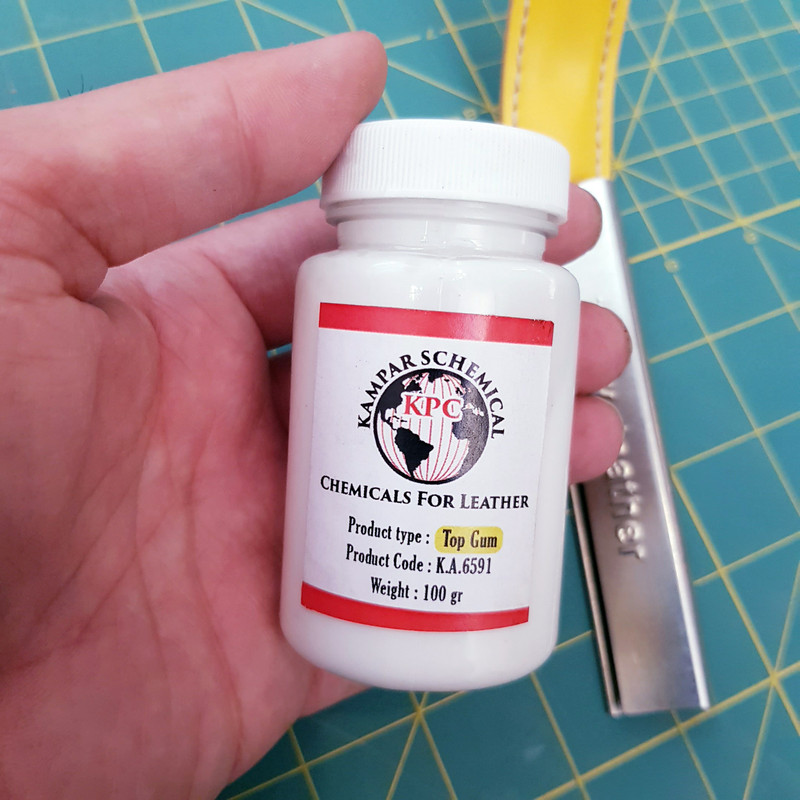 KAMPAR SCHEMICAL
KPC
CHEMICALS FOR LEATHER
Product type : Top Gum
Product Code : K.A.6591
Weight : 100 gr